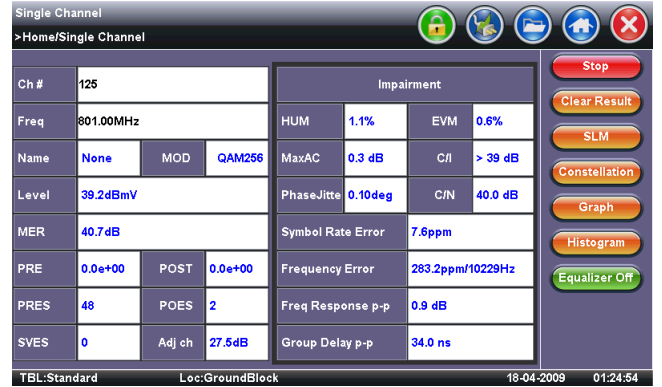 Single Channel
>Home/Single Channel
Ch # 125
Freq 801.00MHz
Name None MOD QAM256
Level 39.2dBmV
MER 40.7dB
PRE 0.0e+00 POST 0.0e+00
PRES 48 POES 2
SVES 0 Adj ch 27.5dB
Impairment
HUM 1.1% EVM 0.6%
MaxAC 0.3 dB C/I > 39 dB
PhaseJitte 0.10deg C/N 40.0 dB
Symbol Rate Error 7.6ppm
Frequency Error 283.2ppm/10229Hz
Freq Response p-p 0.9 dB
Group Delay p-p 34.0 ns
Stop
Clear Result
SLM
Constellation
Graph
Histogram
Equalizer Off
TBL:Standard Loc:GroundBlock 18-04-2009 01:24:54